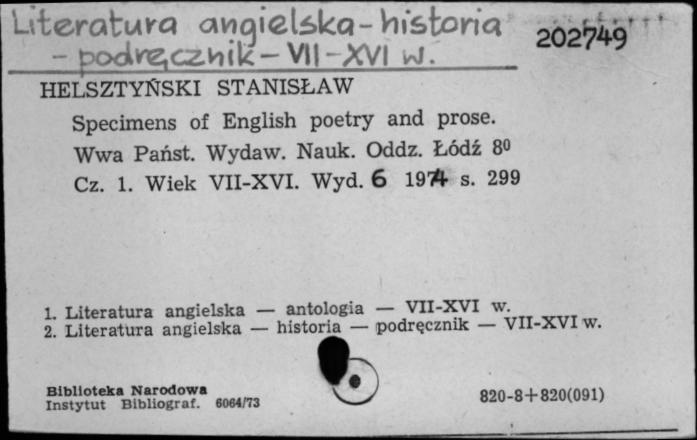 Literatura angielska - historia
- podręcznik - VII - XVI w.
202749
HELSZTYŃSKI STANISŁAW
Specimens of English poetry and prose.
Wwa Państ. Wydaw. Nauk. Oddz. Łódź 8⁰
Cz. 1. Wiek VII-XVI. Wyd. 6 1974 s. 299
1. Literatura angielska — antologia — VII-XVI w.
2. Literatura angielska — historia — podręcznik — VII-XVI w.
Biblioteka Narodowa
Instytut Bibliograf. 6064/73
820-8+820(091)